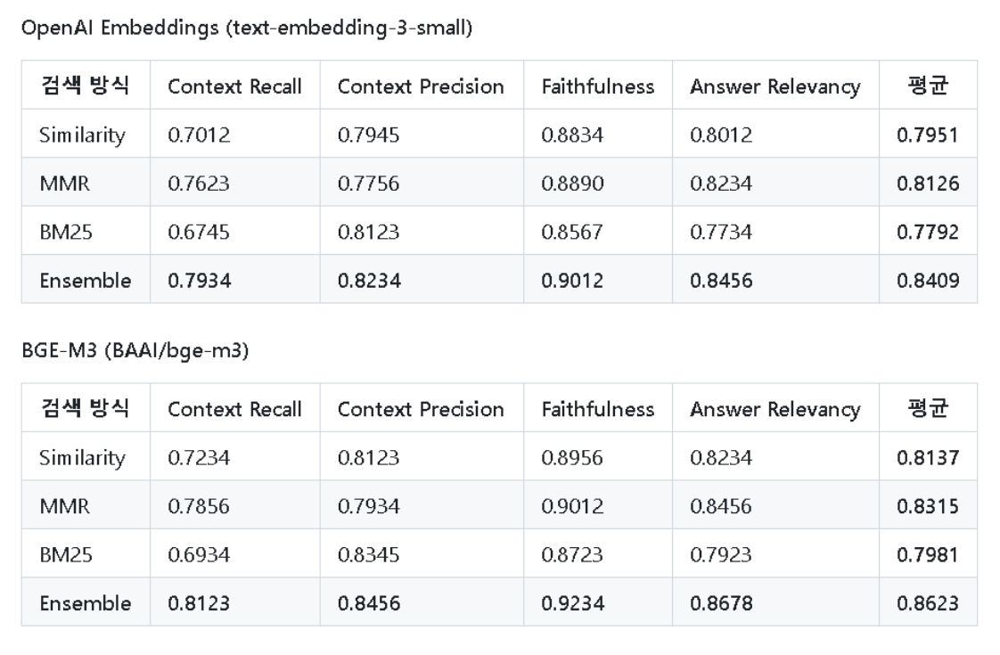 OpenAI Embeddings (text-embedding-3-small)
검색 방식 Context Recall Context Precision Faithfulness Answer Relevancy 평균
Similarity 0.7012 0.7945 0.8834 0.8012 0.7951
MMR 0.7623 0.7756 0.8890 0.8234 0.8126
BM25 0.6745 0.8123 0.8567 0.7734 0.7792
Ensemble 0.7934 0.8234 0.9012 0.8456 0.8409
BGE-M3 (BAAI/bge-m3)
검색 방식 Context Recall Context Precision Faithfulness Answer Relevancy 평균
Similarity 0.7234 0.8123 0.8956 0.8234 0.8137
MMR 0.7856 0.7934 0.9012 0.8456 0.8315
BM25 0.6934 0.8345 0.8723 0.7923 0.7981
Ensemble 0.8123 0.8456 0.9234 0.8678 0.8623